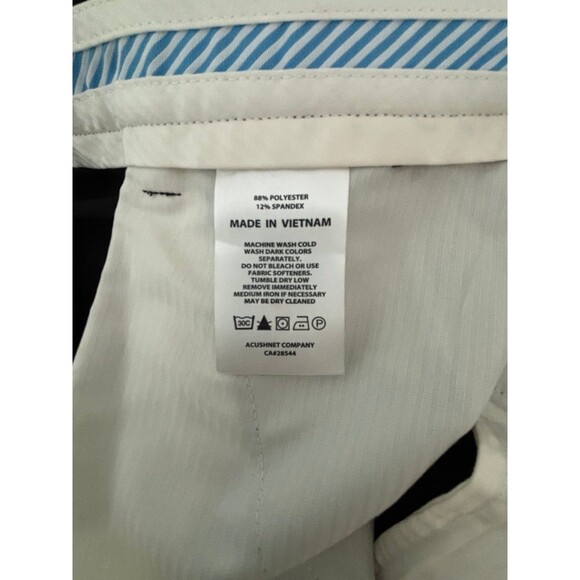 88% POLYESTER
12% SPANDEX
MADE IN VIETNAM
MACHINE WASH COLD
WASH DARK COLORS
SEPARATELY.
DO NOT BLEACH OR USE
FABRIC SOFTENERS.
TUMBLE DRY LOW
REMOVE IMMEDIATELY
MEDIUM IRON IF NECESSARY
MAY BE DRY CLEANED
30C P
ACUSHNET COMPANY
CA#28544